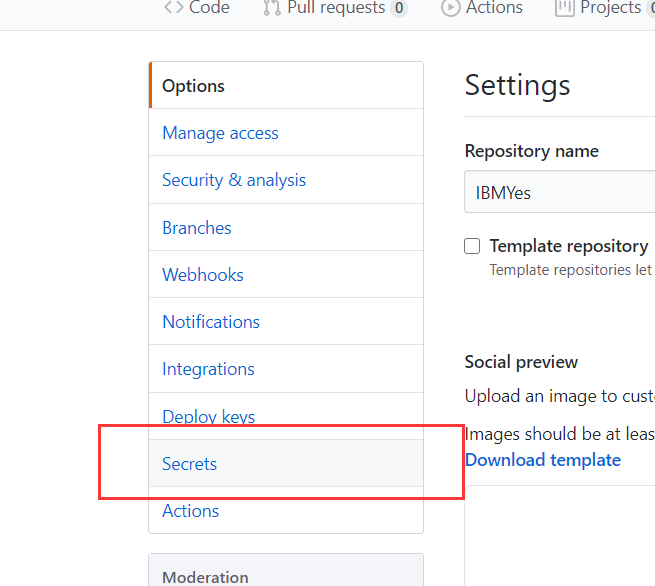 Code Pull requests 0 Actions Projects
Options
Manage access
Security & analysis
Branches
Webhooks
Notifications
Integrations
Deploy keys
Secrets
Actions
Moderation
Settings
Repository name
IBMYes
Template repository
Template repositories let
Social preview
Upload an image to cust
Images should be at leas
Download template